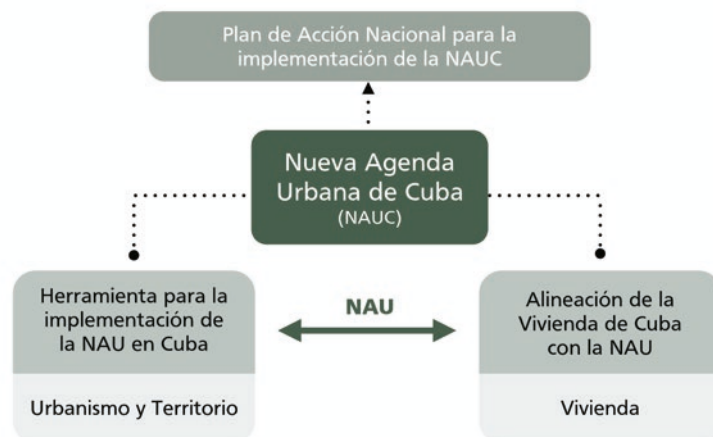 Plan de Acción Nacional para la
implementación de la NAUC
Nueva Agenda
Urbana de Cuba
(NAUC)
Herramienta para la
implementación de
la NAU en Cuba
Urbanismo y Territorio
NAU
Alineación de la
Vivienda de Cuba
con la NAU
Vivienda